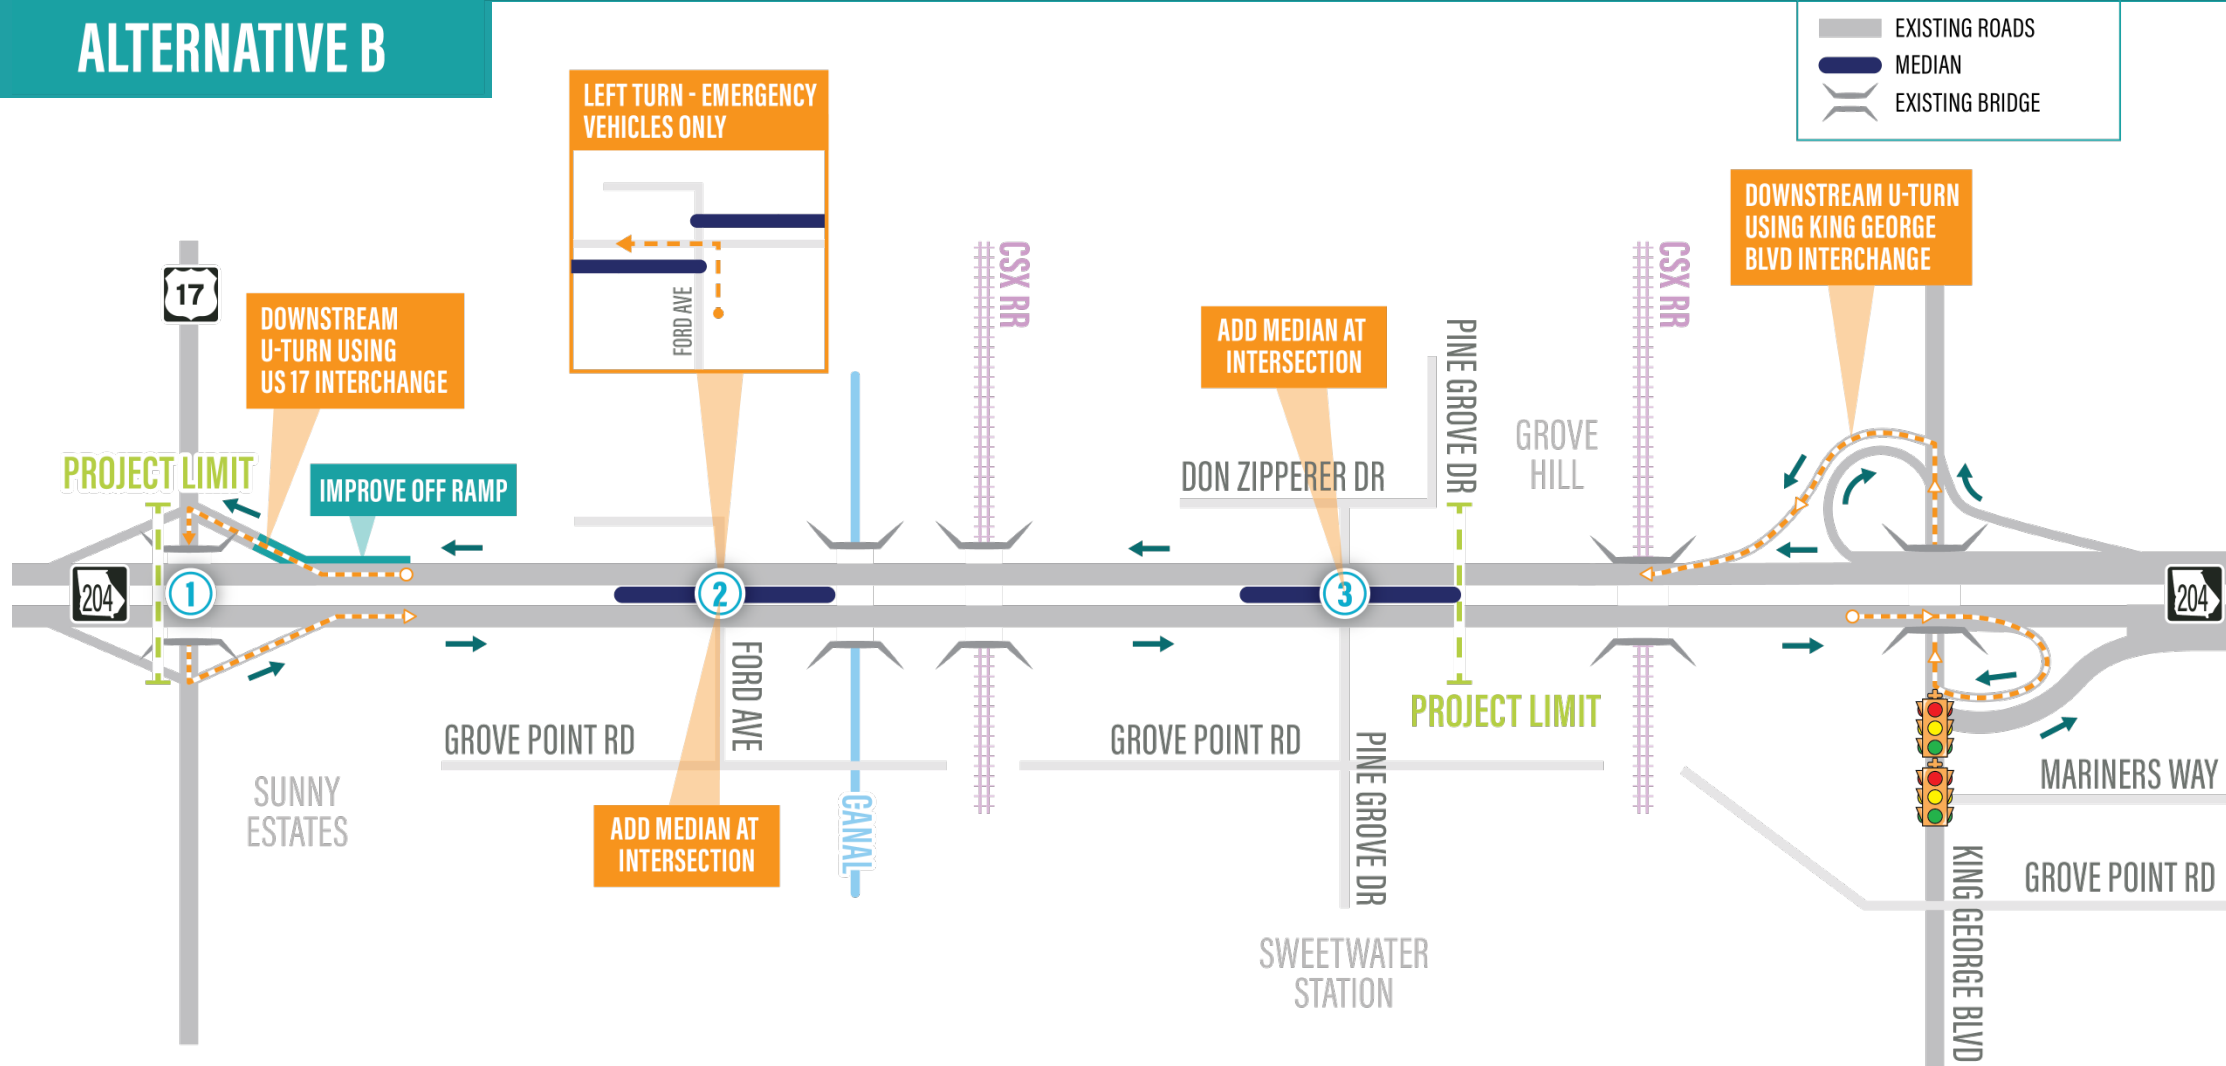 ALTERNATIVE B
EXISTING ROADS
MEDIAN
EXISTING BRIDGE
LEFT TURN - EMERGENCY
VEHICLES ONLY
FORD AVE
17
DOWNSTREAM
U-TURN USING
US 17 INTERCHANGE
PROJECT LIMIT
IMPROVE OFF RAMP
CSX RR
ADD MEDIAN AT
INTERSECTION
PINE GROVE DR
DON ZIPPERER DR
GROVE
HILL
CSX RR
DOWNSTREAM U-TURN
USING KING GEORGE
BLVD INTERCHANGE
204
1
2
3
204
FORD AVE
GROVE POINT RD
SUNNY
ESTATES
ADD MEDIAN AT
INTERSECTION
CANAL
GROVE POINT RD
PINE GROVE DR
PROJECT LIMIT
SWEETWATER
STATION
MARINERS WAY
GROVE POINT RD
KING GEORGE BLVD